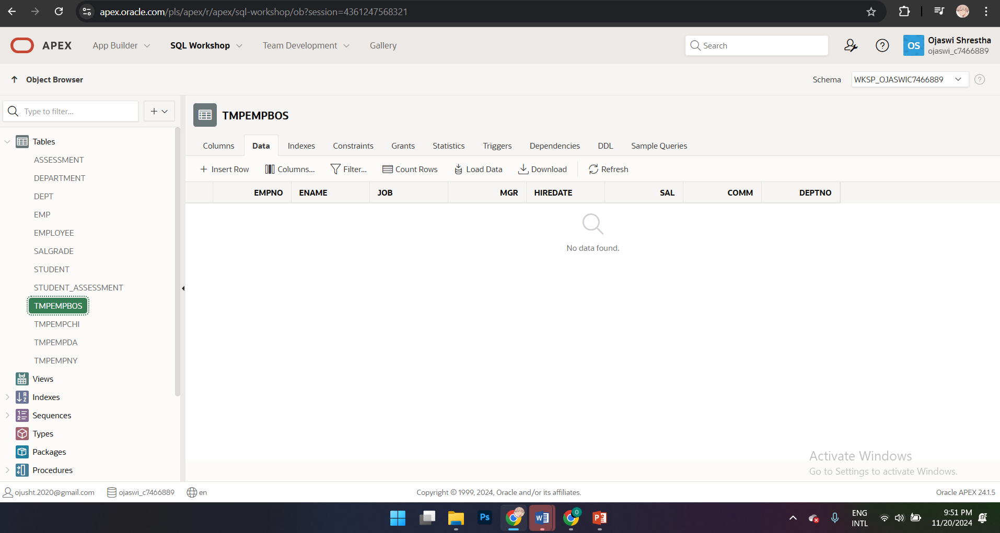 apex.oracle.com/pls/apex/r/apex/sql-workshop/ob?session=4361247568321
APEX App Builder SQL Workshop Team Development Gallery Search ? OS Ojaswi Shrestha
ojaswi_c7466889
Object Browser Schema WKSP_OJASWIC7466889 ?
Type to filter...
TMPEMPBOS
Columns Data Indexes Constraints Grants Statistics Triggers Dependencies DDL Sample Queries
Insert Row Columns... Filter... Count Rows Load Data Download Refresh
EMPNO ENAME JOB MGR HIREDATE SAL COMM DEPTNO
No data found.
Tables
ASSESSMENT
DEPARTMENT
DEPT
EMP
EMPLOYEE
SALGRADE
STUDENT
STUDENT_ASSESSMENT
TMPEMPBOS
TMPEMPCHI
TMPEMPDA
TMPEMPNY
Views
Indexes
Sequences
Types
Packages
Procedures
Activate Windows
Go to Settings to activate Windows.
ojusht.2020@gmail.com ojaswi_c7466889 en Copyright © 1999, 2024, Oracle and/or its affiliates. Oracle APEX 24.1.5
Ps W 0 P ENG
INTL
9:51 PM
11/20/2024